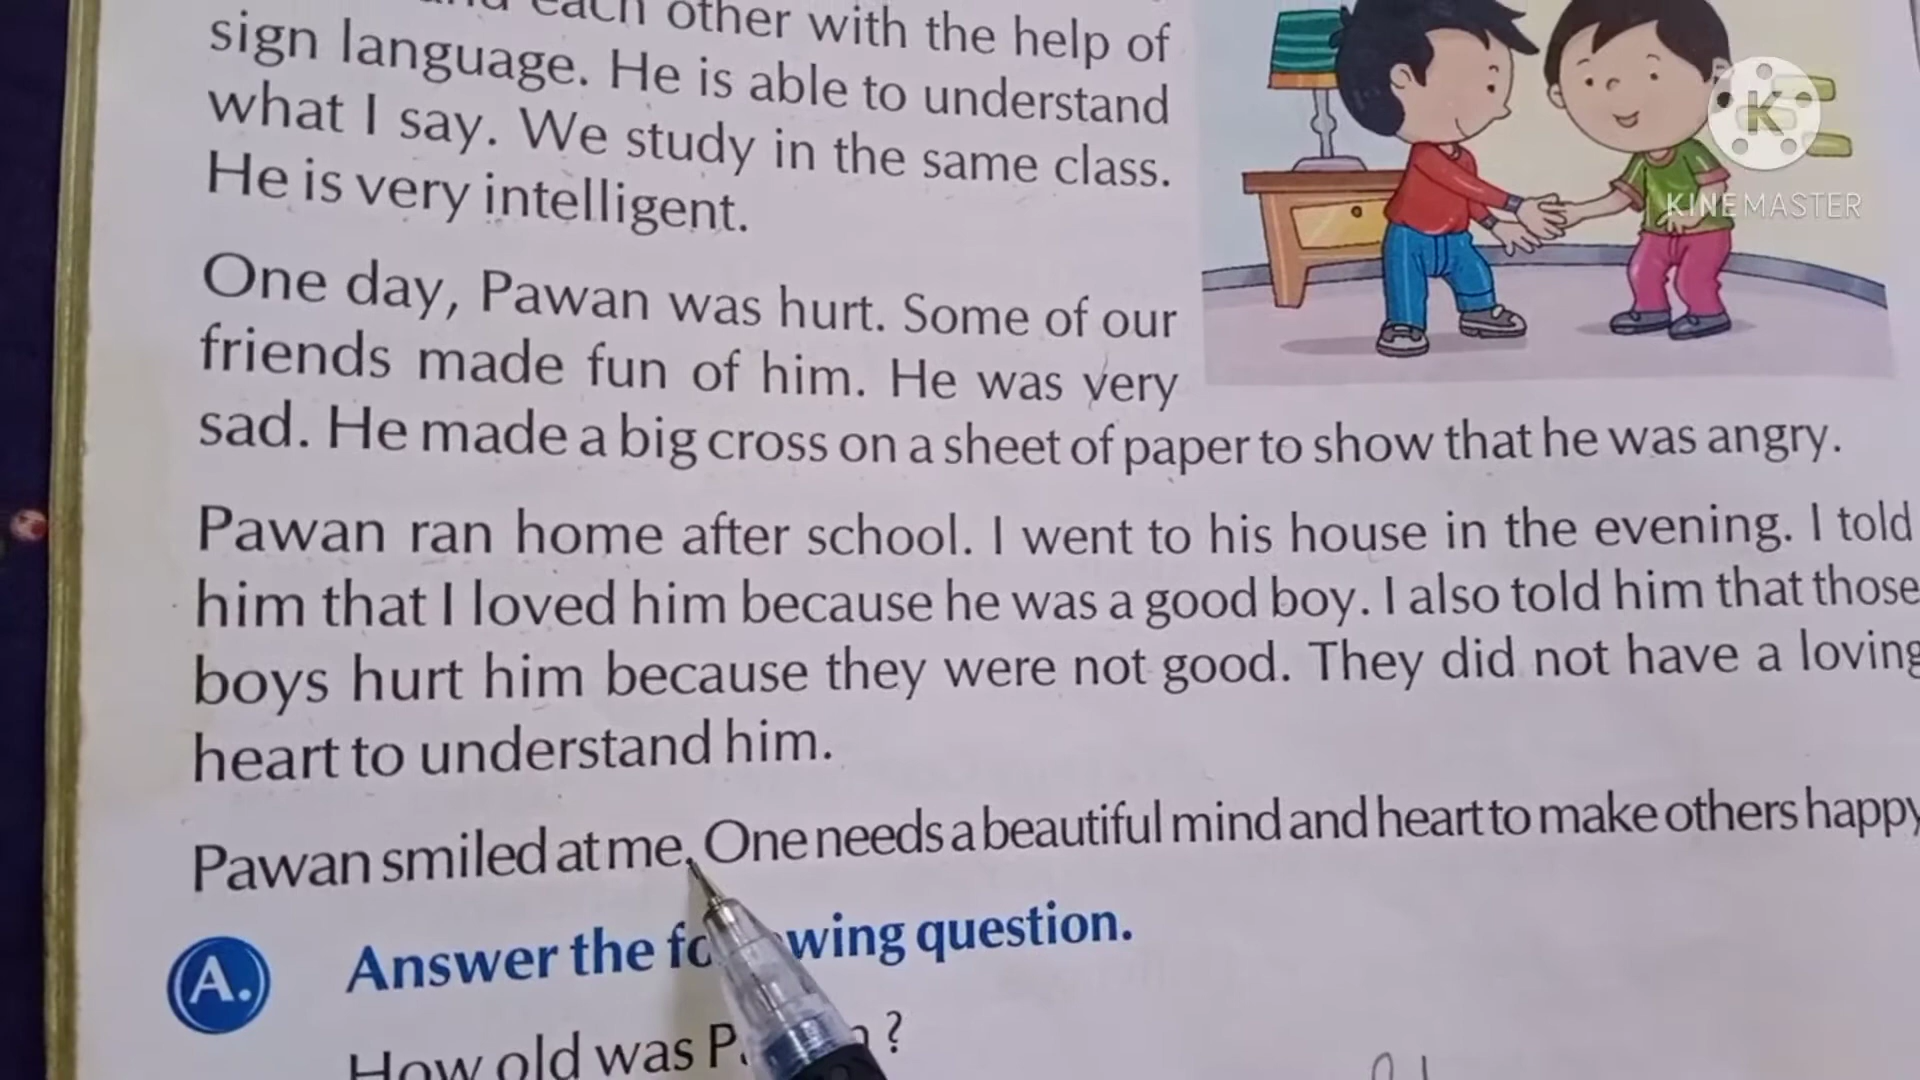 each other with the help of
sign language. He is able to understand
what I say. We study in the same class.
He is very intelligent.
One day, Pawan was hurt. Some of our
friends made fun of him. He was very
sad. He made a big cross on a sheet of paper to show that he was angry.
Pawan ran home after school. I went to his house in the evening. I told
him that I loved him because he was a good boy. I also told him that those
boys hurt him because they were not good. They did not have a loving
heart to understand him.
Pawan smiled at me. One needs a beautiful mind and heart to make others happy
A. Answer the question.
How old was ?
K
KINEMASTER